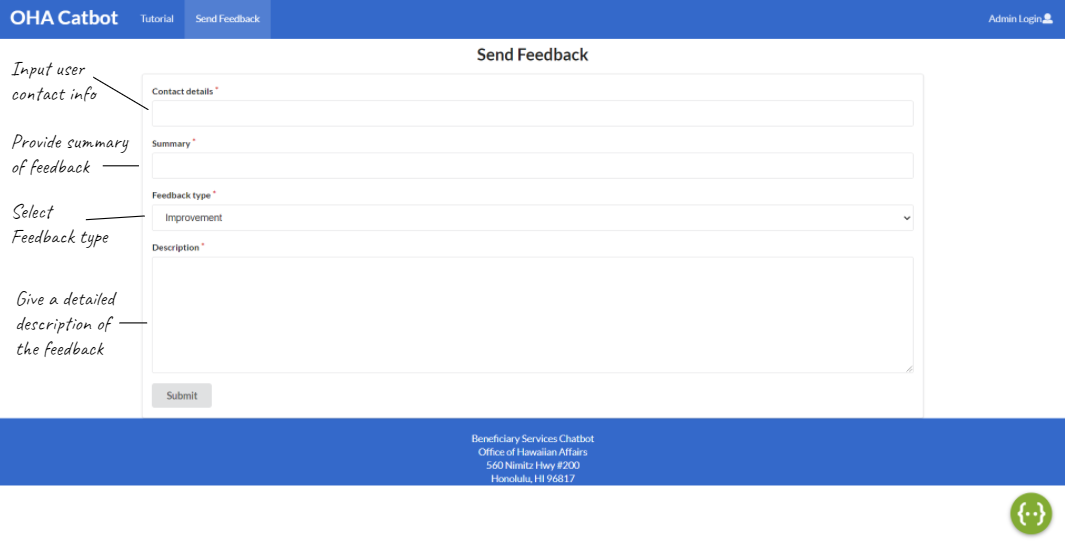 OHA Catbot
Tutorial
Send Feedback
Admin Login
Send Feedback
Input user
contact info
Contact details *
Provide summary
of feedback
Summary *
Select
Feedback type
Feedback type *
Improvement
Description *
Give a detailed
description of
the feedback
Submit
Beneficiary Services Chatbot
Office of Hawaiian Affairs
560 Nimitz Hwy #200
Honolulu, HI 96817
{··}